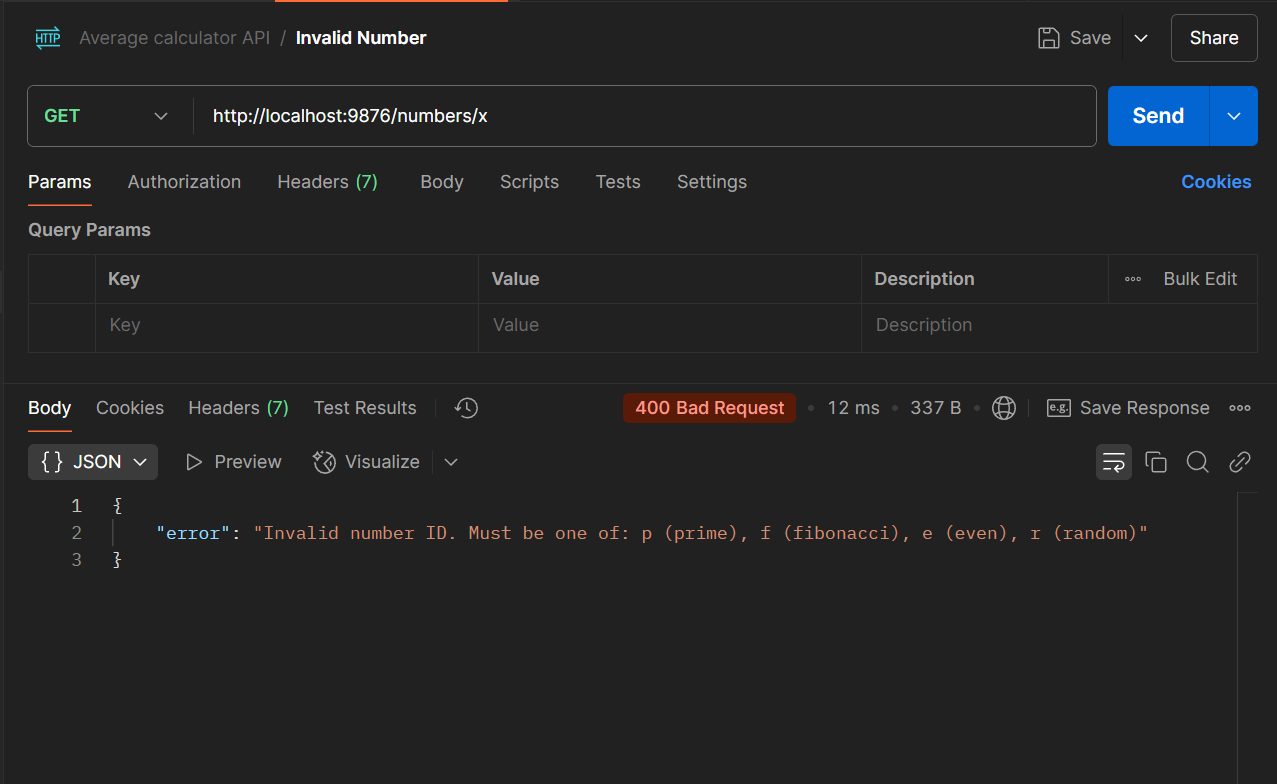 HTTP Average calculator API / Invalid Number Save Share
GET http://localhost:9876/numbers/x Send
Params Authorization Headers (7) Body Scripts Tests Settings Cookies
Query Params
Key Value Description Bulk Edit
Key Value Description
Body Cookies Headers (7) Test Results 400 Bad Request 12 ms 337 B e.g. Save Response
{} JSON Preview Visualize
1 {
2 "error": "Invalid number ID. Must be one of: p (prime), f (fibonacci), e (even), r (random)"
3 }